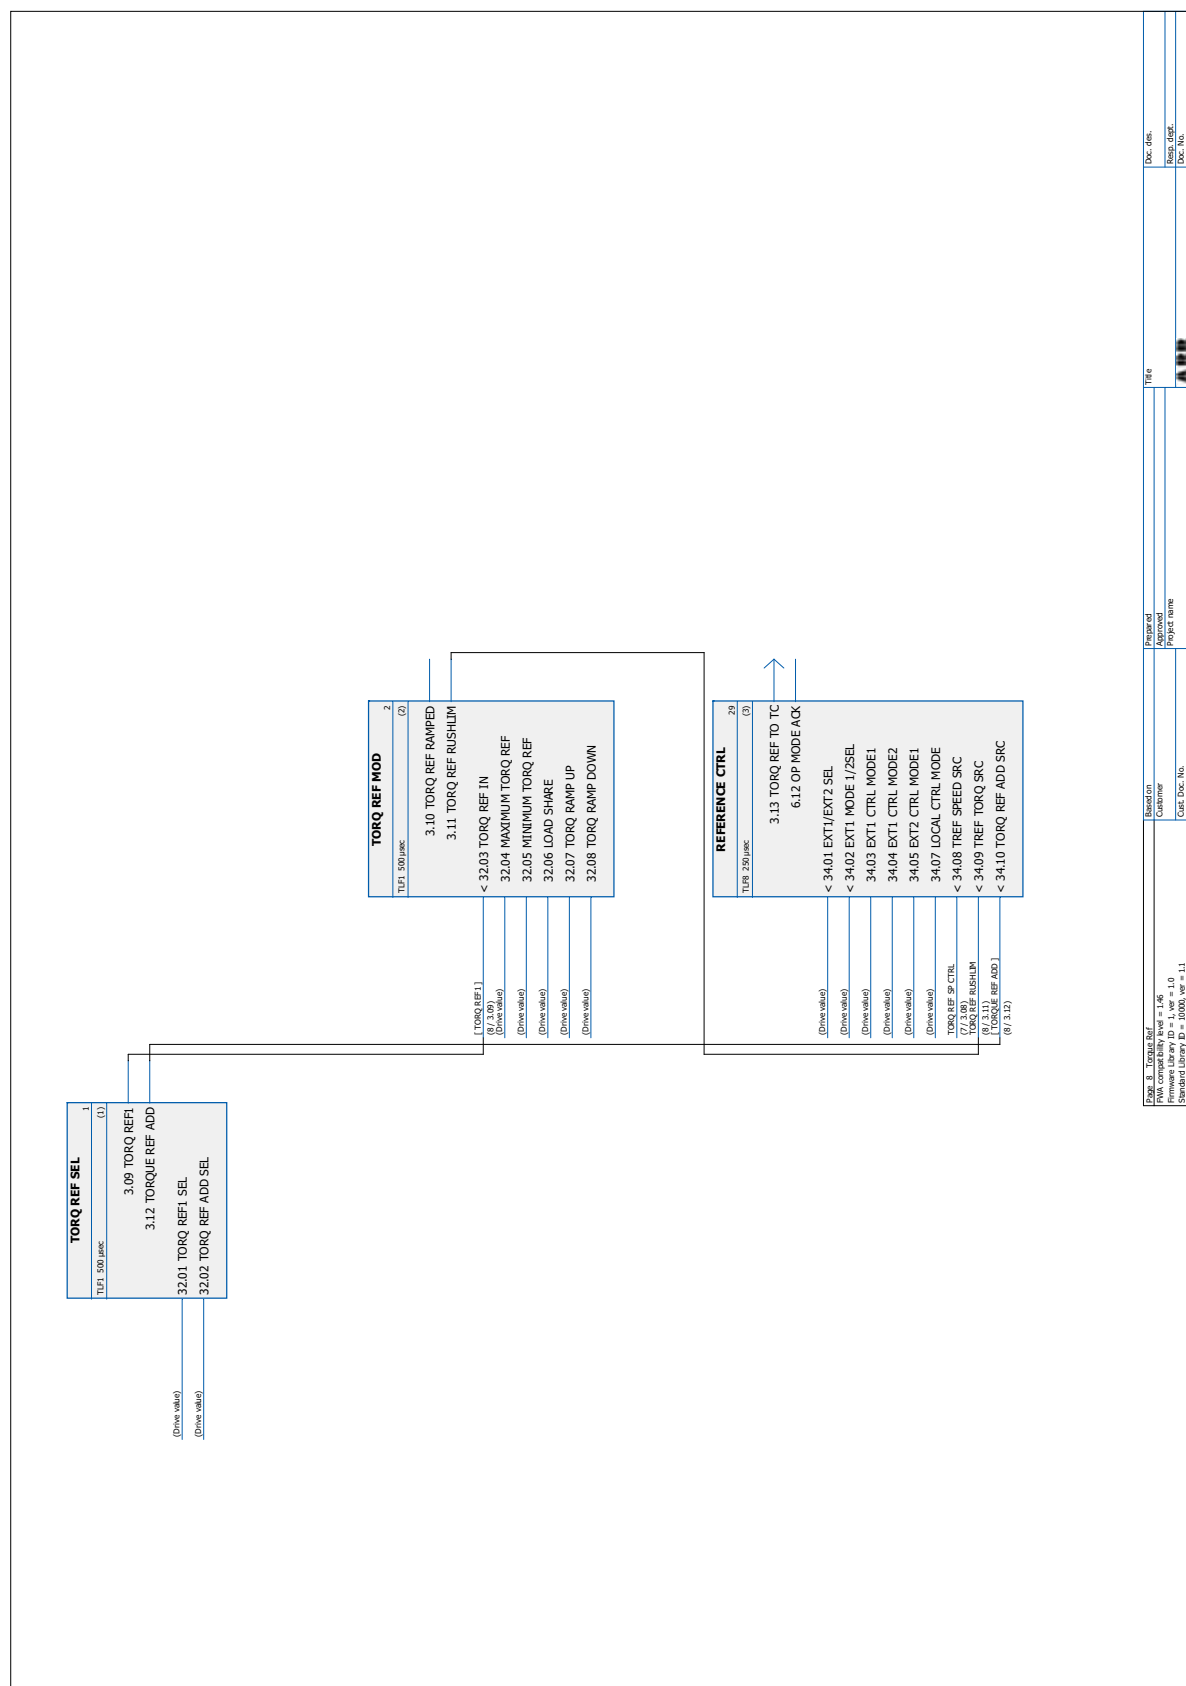 TORQ REF SEL
1
TLF1 500 µsec
(1)
3.09 TORQ REF1
3.12 TORQUE REF ADD
32.01 TORQ REF1 SEL
32.02 TORQ REF ADD SEL
(Drive value)
(Drive value)
TORQ REF MOD
2
TLF1 500 µsec
(2)
3.10 TORQ REF RAMPED
3.11 TORQ REF RUSHLIM
< 32.03 TORQ REF IN
32.04 MAXIMUM TORQ REF
32.05 MINIMUM TORQ REF
32.06 LOAD SHARE
32.07 TORQ RAMP UP
32.08 TORQ RAMP DOWN
[ TORQ REF1 ]
(8 / 3.09)
(Drive value)
(Drive value)
(Drive value)
(Drive value)
(Drive value)
REFERENCE CTRL
29
TLF8 250 µsec
(3)
3.13 TORQ REF TO TC
6.12 OP MODE ACK
< 34.01 EXT1/EXT2 SEL
< 34.02 EXT1 MODE 1/2SEL
34.03 EXT1 CTRL MODE1
34.04 EXT1 CTRL MODE2
34.05 EXT2 CTRL MODE1
34.07 LOCAL CTRL MODE
< 34.08 TREF SPEED SRC
< 34.09 TREF TORQ SRC
< 34.10 TORQ REF ADD SRC
(Drive value)
(Drive value)
(Drive value)
(Drive value)
(Drive value)
(Drive value)
TORQ REF SP CTRL
(7 / 3.08)
TORQ REF RUSHLIM
(8 / 3.11)
[ TORQUE REF ADD ]
(8 / 3.12)
Page 8 Torque Ref
FWA compatibility level = 1.46
Firmware Library ID = 1, ver = 1.0
Standard Library ID = 10000, ver = 1.1
Based on
Customer
Cust. Doc. No.
Prepared
Approved
Project name
Title
ABB
Doc. des.
Resp. dept.
Doc. No.